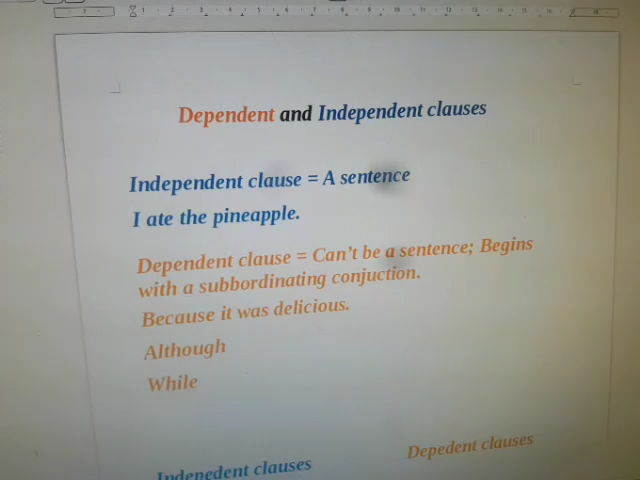 Dependent and Independent clauses
Independent clause = A sentence
I ate the pineapple.
Dependent clause = Can't be a sentence; Begins
with a subbordinating conjuction.
Because it was delicious.
Although
While
Depedent clauses
Indepedent clauses